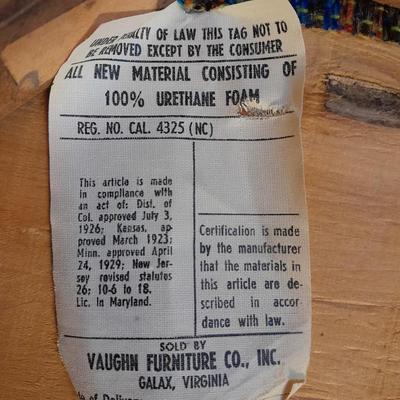 UNDER PENALTY OF LAW THIS TAG NOT TO
BE REMOVED EXCEPT BY THE CONSUMER
ALL NEW MATERIAL CONSISTING OF
100% URETHANE FOAM
REG. NO. CAL. 4325 (NC)
This article is made
in compliance with
an act of: Dist. of
Col. approved July 3,
1926; Kansas, ap-
proved March 1923;
Minn. approved April
24, 1929; New Jer-
sey revised statutes
26; 10-6 to 18.
Lic. In Maryland.
Certification is made
by the manufacturer
that the materials in
this article are de-
scribed in accor-
dance with law.
SOLD BY
VAUGHN FURNITURE CO., INC.
GALAX, VIRGINIA
of Delivery